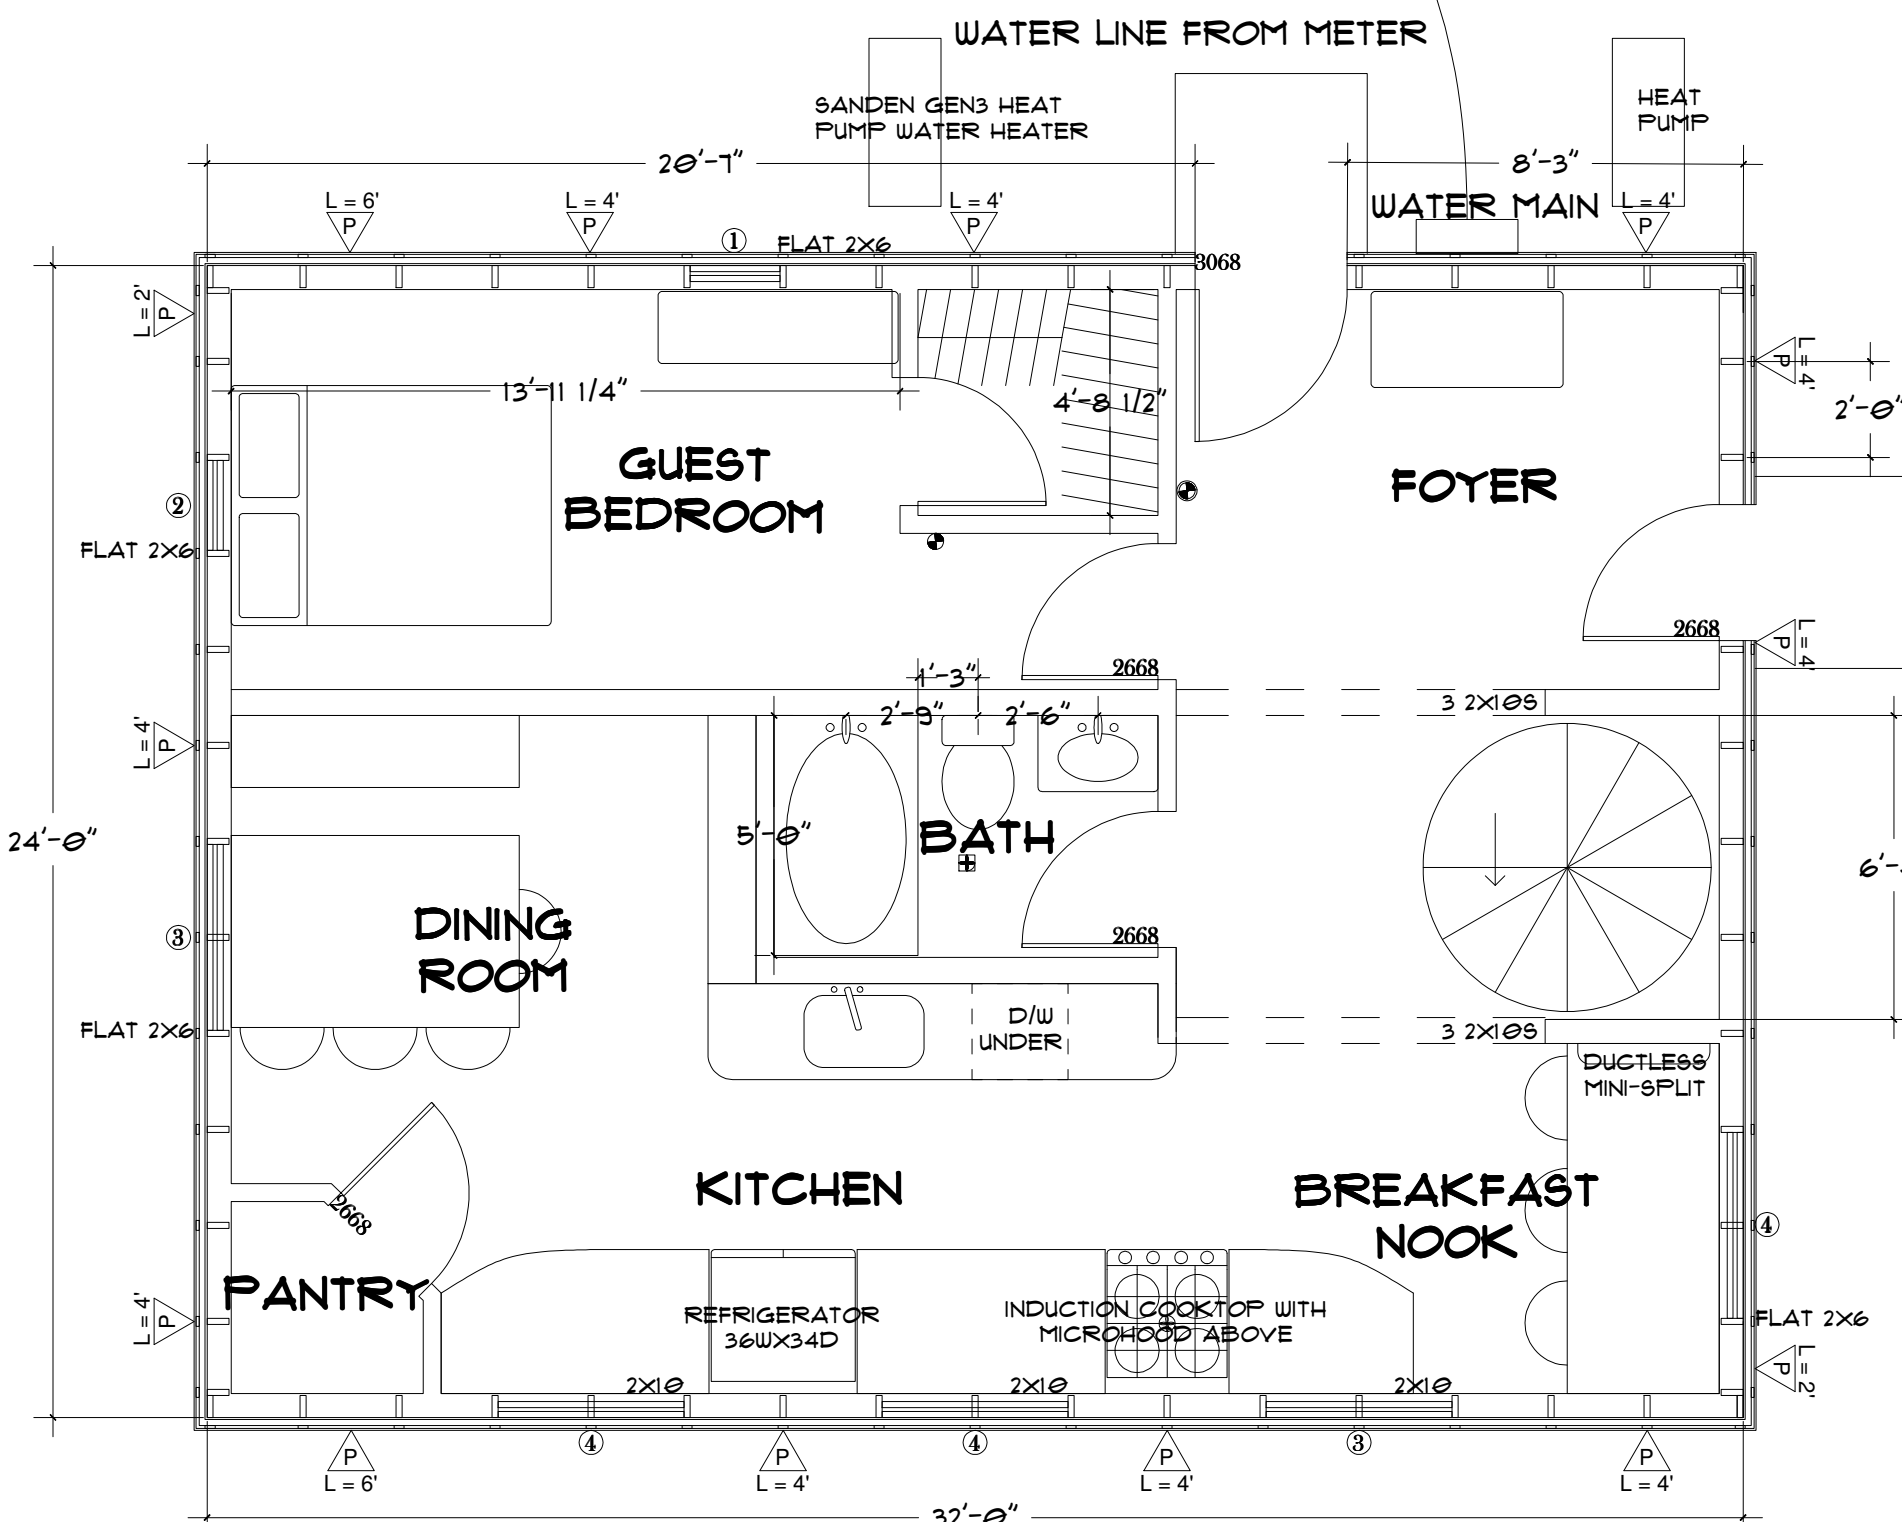 WATER LINE FROM METER
SANDEN GEN3 HEAT
PUMP WATER HEATER
HEAT
PUMP
20'-7"
8'-3"
WATER MAIN
L = 6'
P
L = 4'
P
L = 4'
P
L = 4'
P
1
FLAT 2X6
3068
L = 2'
P
L = 4'
P
2'-0"
13'-11 1/4"
4'-8 1/2"
GUEST
BEDROOM
FOYER
2
FLAT 2X6
2668
L = 4'
P
2668
1'-3"
2'-9"
2'-6"
3 2X10S
L = 4'
P
24'-0"
5'-0"
BATH
DINING
ROOM
3
2668
FLAT 2X6
D/W
UNDER
3 2X10S
DUCTLESS
MINI-SPLIT
KITCHEN
BREAKFAST
NOOK
2668
4
PANTRY
L = 4'
P
REFRIGERATOR
36WX34D
INDUCTION COOKTOP WITH
MICROHOOD ABOVE
FLAT 2X6
L = 2'
P
2X10
2X10
2X10
4
4
3
P
L = 6'
P
L = 4'
P
L = 4'
P
L = 4'
32'-0"